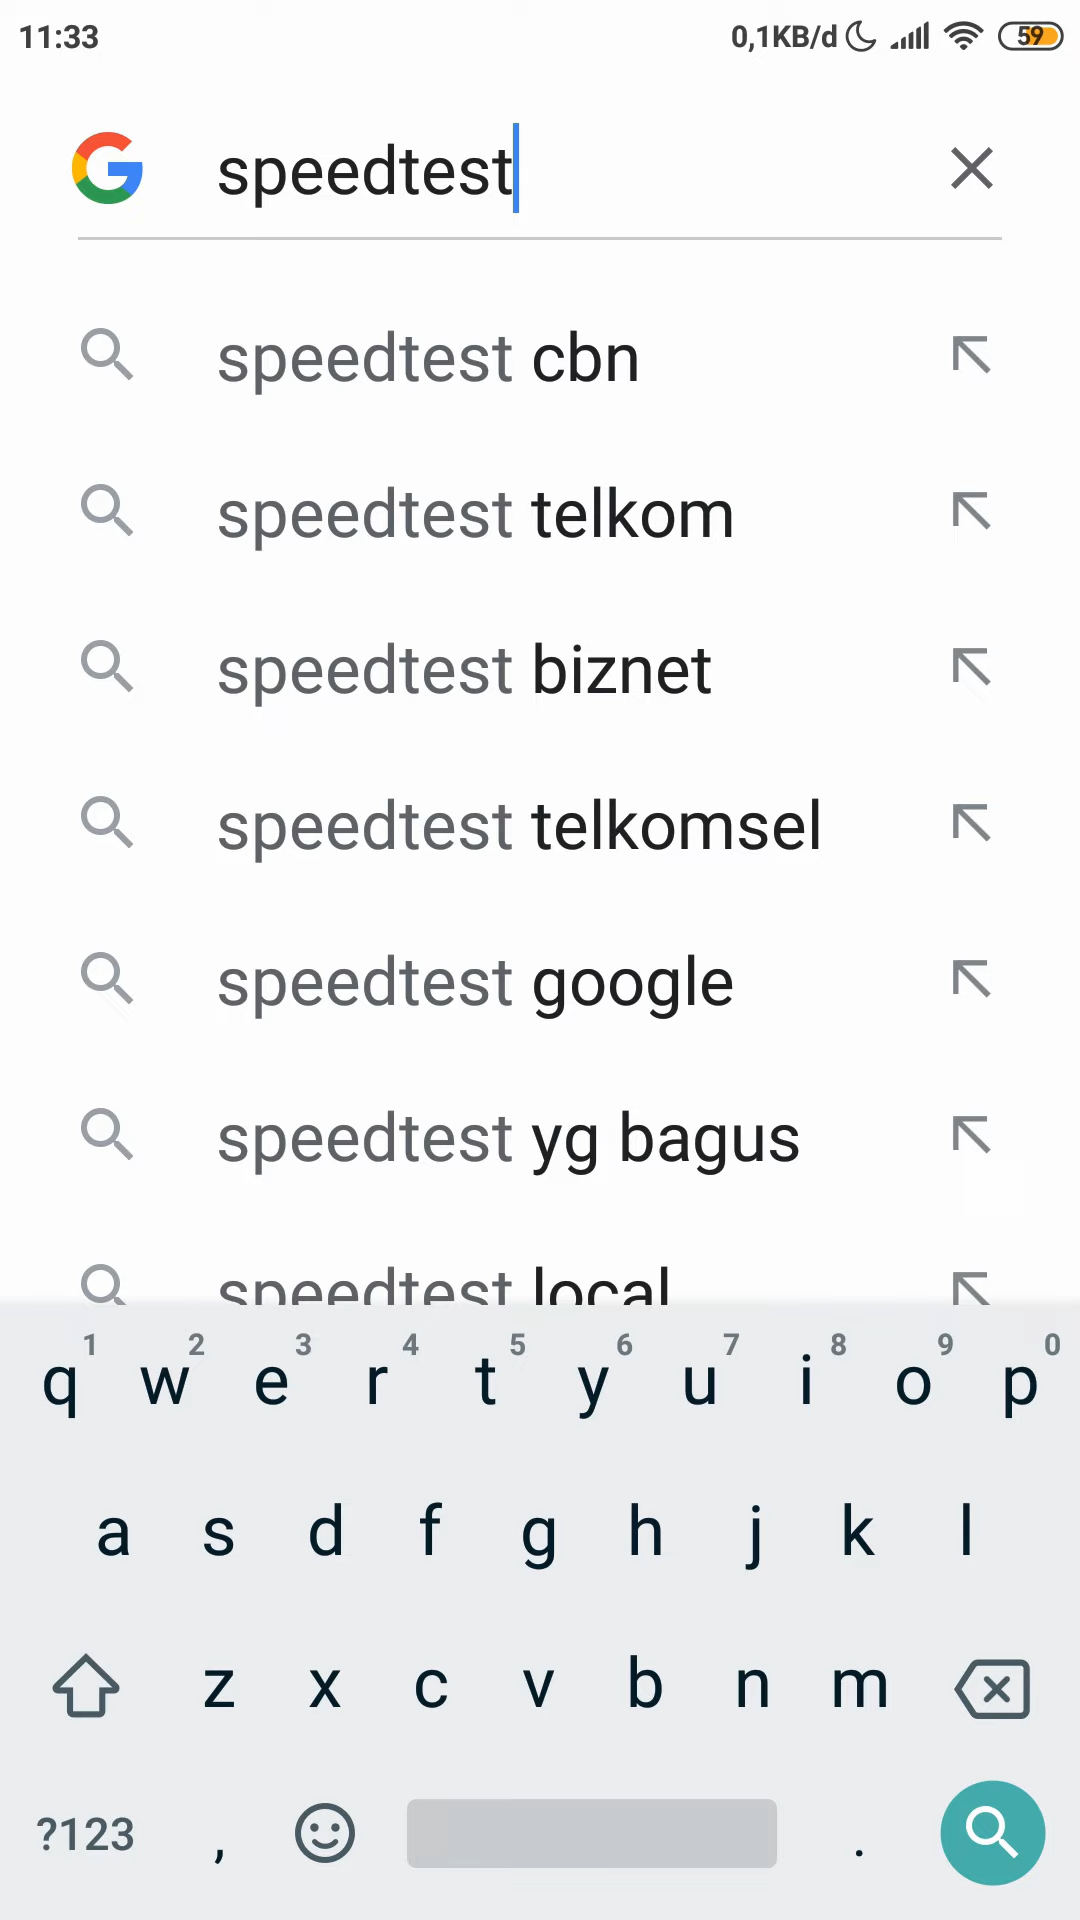 11:33 0,1KB/d 59
speedtest
speedtest cbn
speedtest telkom
speedtest biznet
speedtest telkomsel
speedtest google
speedtest yg bagus
speedtest local
1 2 3 4 5 6 7 8 9 0
q w e r t y u i o p
a s d f g h j k l
z x c v b n m
?123 , .